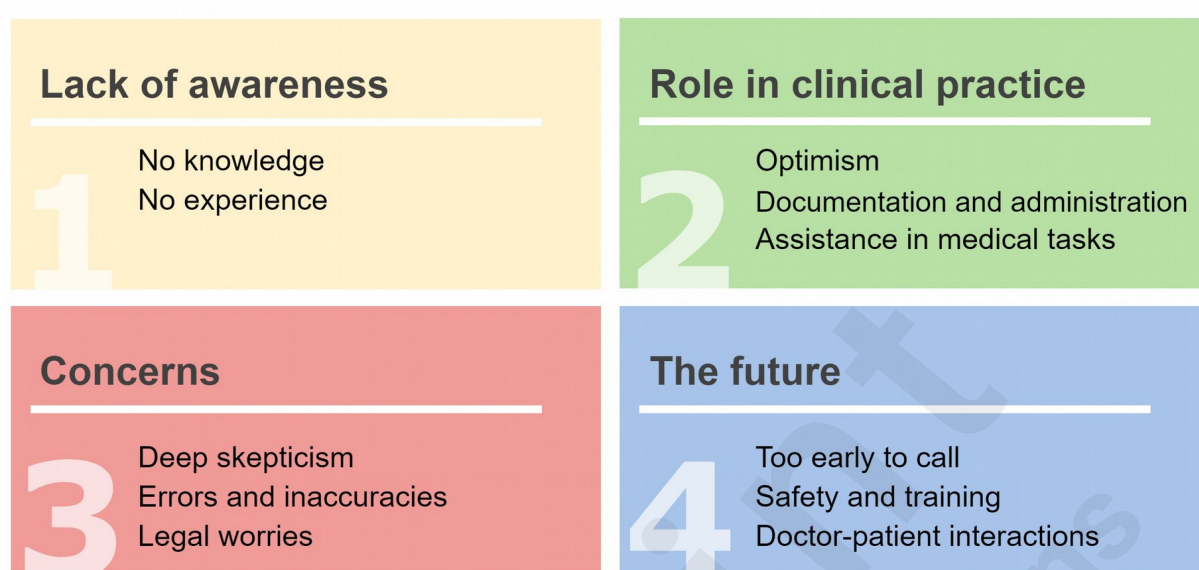 Lack of awareness
1
No knowledge
No experience
Role in clinical practice
2
Optimism
Documentation and administration
Assistance in medical tasks
Concerns
3
Deep skepticism
Errors and inaccuracies
Legal worries
The future
4
Too early to call
Safety and training
Doctor-patient interactions